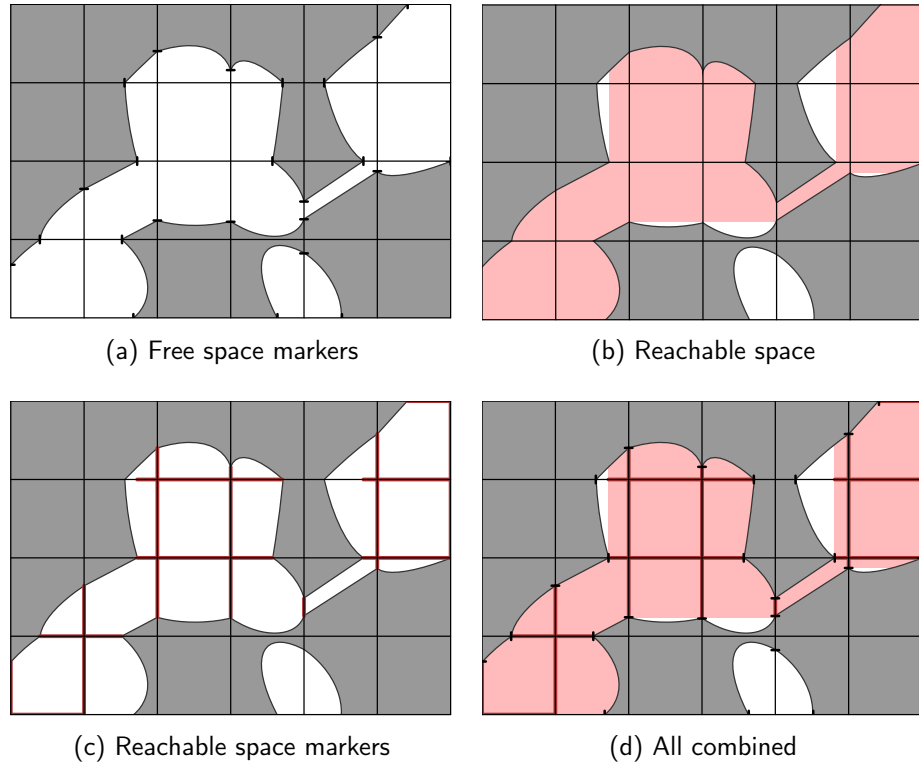 (a) Free space markers
(b) Reachable space
(c) Reachable space markers
(d) All combined